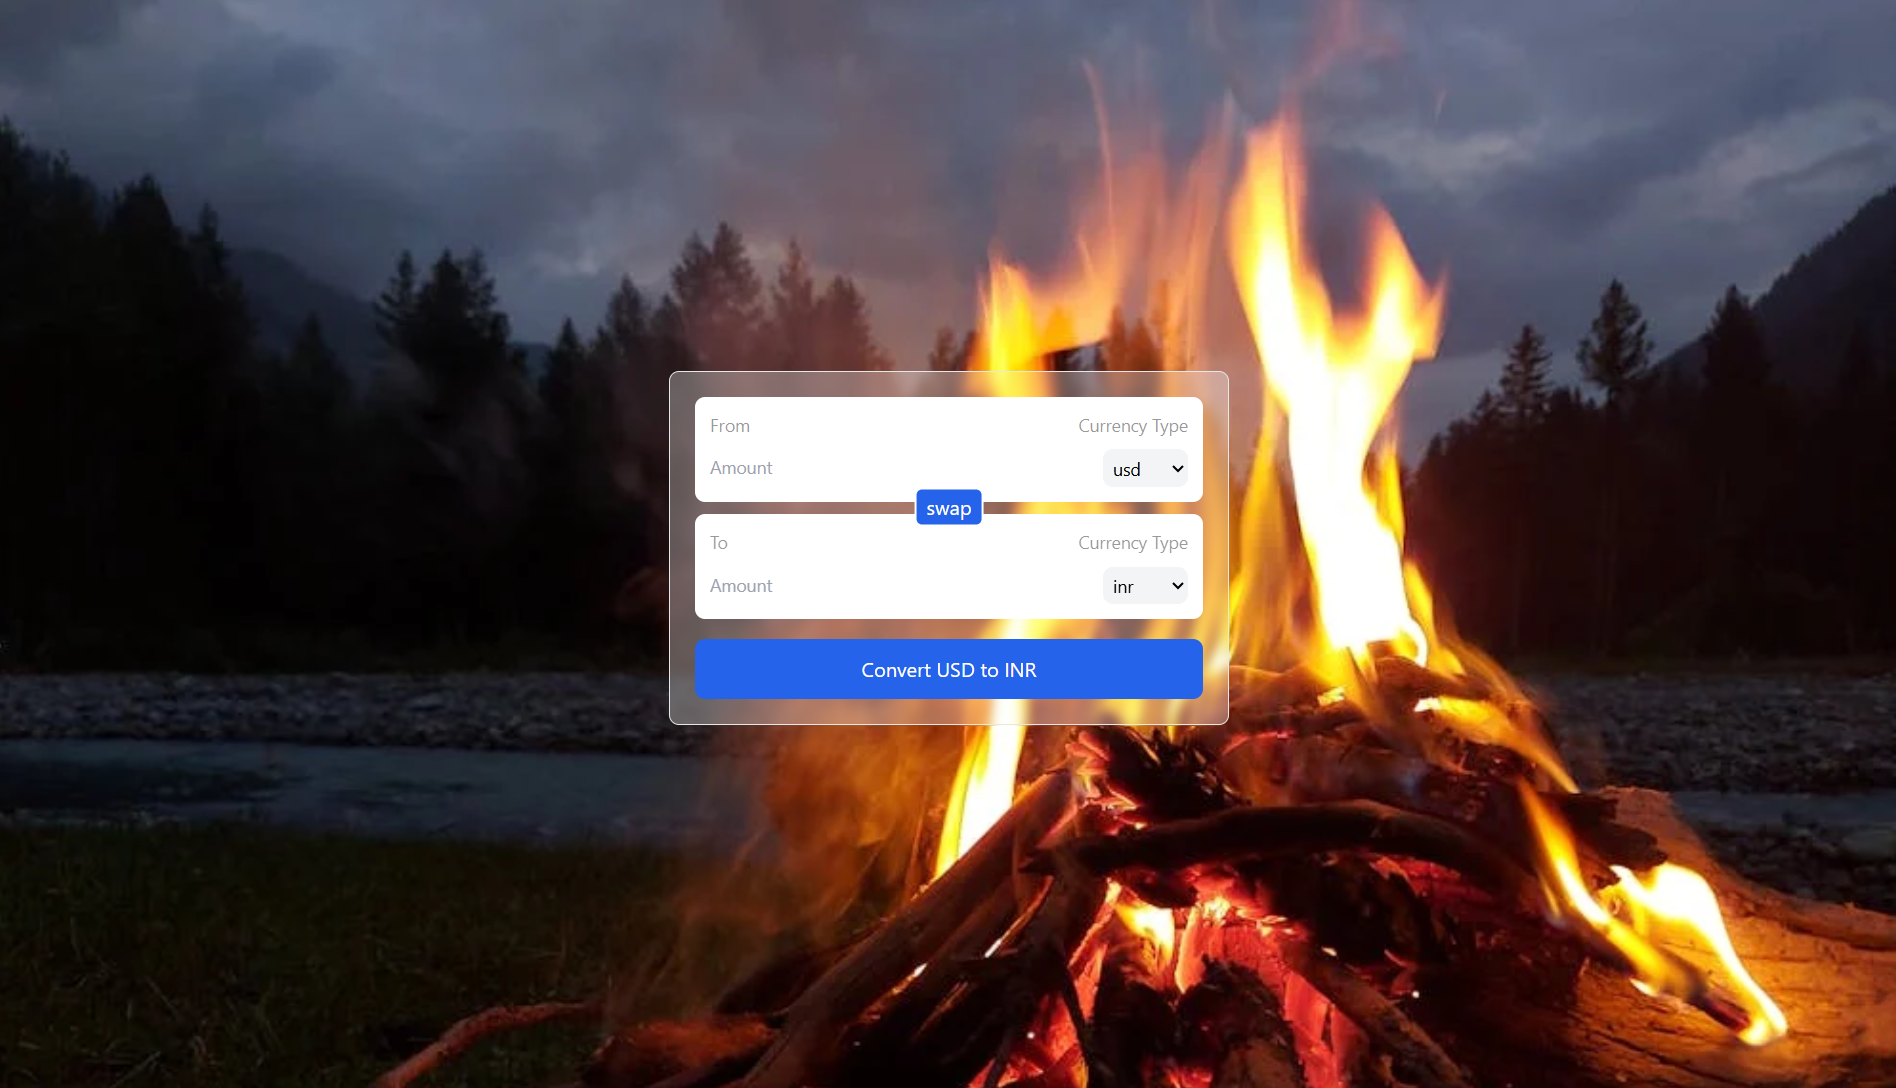 From Currency Type
Amount usd
swap
To Currency Type
Amount inr
Convert USD to INR